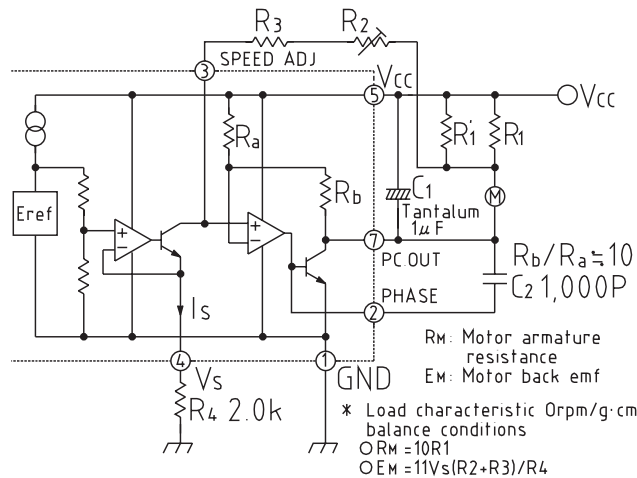 R3
R2
3
SPEED ADJ
Vcc
5
Vcc
Ra
R'1
R1
Eref
Rb
C1
Tantalum
1μF
M
+
−
+
−
7
PC.OUT
Rb/Ra≒10
C2 1,000P
PHASE
2
Is
RM: Motor armature
resistance
EM: Motor back emf
4
1
Vs
GND
R4 2.0k
* Load characteristic 0rpm/g·cm
balance conditions
○RM=10R1
○EM=11Vs(R2+R3)/R4